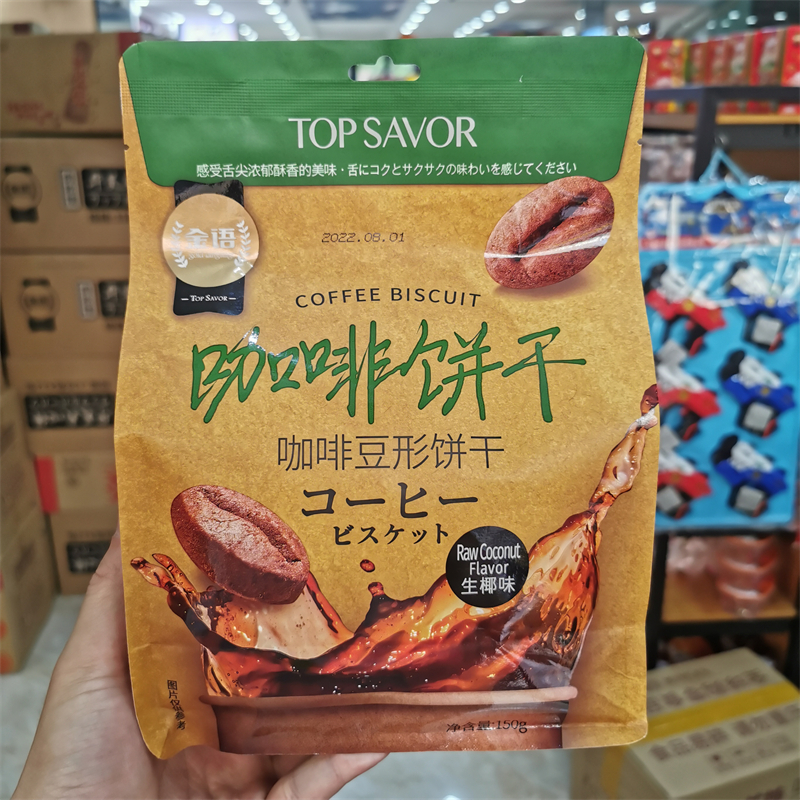 TOP SAVOR
感受舌尖浓郁酥香的美味·舌にコクとサクサクの味わいを感じてください
金语
TOP SAVOR
2022.08.01
COFFEE BISCUIT
咖啡饼干
咖啡豆形饼干
コーヒー
ビスケット
Raw Coconut
Flavor
生椰味
图片仅供参考
净含量:150g